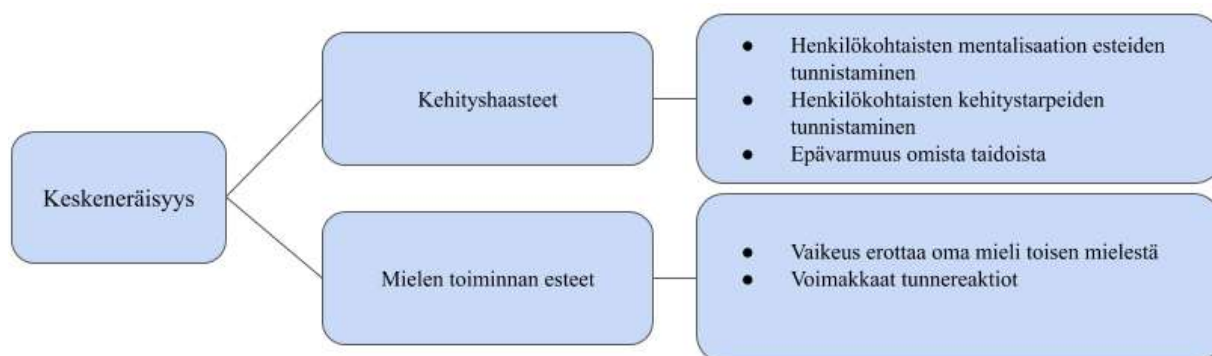 Keskeneräisyys
Kehityshaasteet
● Henkilökohtaisten mentalisaation esteiden
tunnistaminen
● Henkilökohtaisten kehitystarpeiden
tunnistaminen
● Epävarmuus omista taidoista
Mielen toiminnan esteet
● Vaikeus erottaa oma mieli toisen mielestä
● Voimakkaat tunnereaktiot